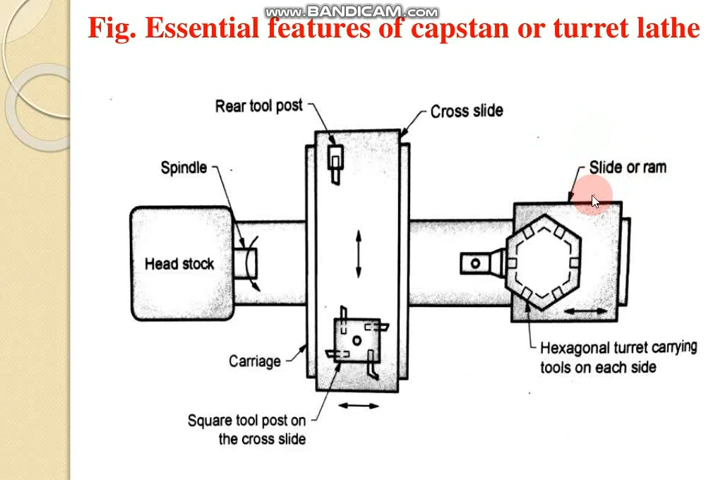 www.BANDICAM.com
Fig. Essential features of capstan or turret lathe
Rear tool post
Cross slide
Spindle
Slide or ram
Head stock
Carriage
Hexagonal turret carrying
tools on each side
Square tool post on
the cross slide